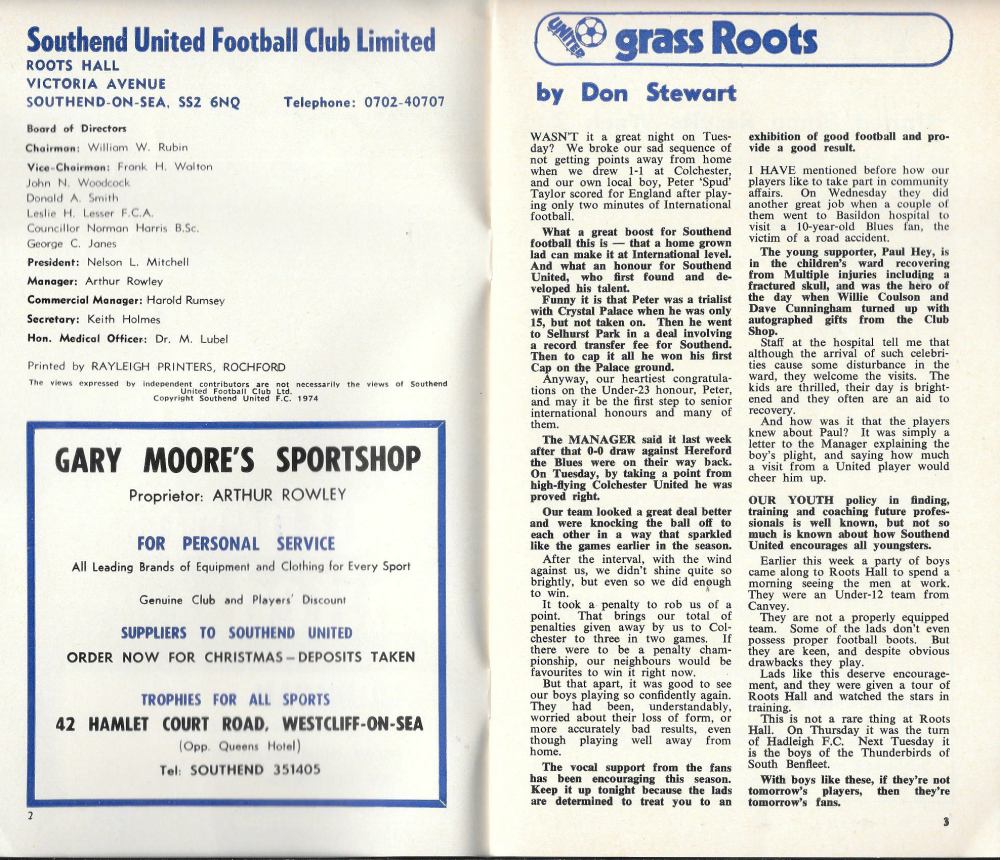 Southend United Football Club Limited
ROOTS HALL
VICTORIA AVENUE
SOUTHEND-ON-SEA, SS2 6NQ Telephone: 0702-40707
Board of Directors
Chairman: William W. Rubin
Vice-Chairman: Frank H. Walton
John N. Woodcock
Donald A. Smith
Leslie H. Lesser F.C.A.
Councillor Norman Harris B.Sc.
George C. Janes
President: Nelson L. Mitchell
Manager: Arthur Rowley
Commercial Manager: Harold Rumsey
Secretary: Keith Holmes
Hon. Medical Officer: Dr. M. Lubel
Printed by RAYLEIGH PRINTERS, ROCHFORD
The views expressed by independent contributors are not necessarily the views of Southend
United Football Club Ltd.
Copyright Southend United F.C. 1974
GARY MOORE'S SPORTSHOP
Proprietor: ARTHUR ROWLEY
FOR PERSONAL SERVICE
All Leading Brands of Equipment and Clothing for Every Sport
Genuine Club and Players' Discount
SUPPLIERS TO SOUTHEND UNITED
ORDER NOW FOR CHRISTMAS – DEPOSITS TAKEN
TROPHIES FOR ALL SPORTS
42 HAMLET COURT ROAD, WESTCLIFF-ON-SEA
(Opp. Queens Hotel)
Tel: SOUTHEND 351405
2
UNITED
grass Roots
by Don Stewart
WASN'T it a great night on Tues-
day? We broke our sad sequence of
not getting points away from home
when we drew 1-1 at Colchester,
and our own local boy, Peter 'Spud'
Taylor scored for England after play-
ing only two minutes of International
football.
What a great boost for Southend
football this is — that a home grown
lad can make it at International level.
And what an honour for Southend
United, who first found and de-
veloped his talent.
Funny it is that Peter was a trialist
with Crystal Palace when he was only
15, but not taken on. Then he went
to Selhurst Park in a deal involving
a record transfer fee for Southend.
Then to cap it all he won his first
Cap on the Palace ground.
Anyway, our heartiest congratula-
tions on the Under-23 honour, Peter,
and may it be the first step to senior
international honours and many of
them.
The MANAGER said it last week
after that 0-0 draw against Hereford
the Blues were on their way back.
On Tuesday, by taking a point from
high-flying Colchester United he was
proved right.
Our team looked a great deal better
and were knocking the ball off to
each other in a way that sparkled
like the games earlier in the season.
After the interval, with the wind
against us, we didn't shine quite so
brightly, but even so we did enough
to win.
It took a penalty to rob us of a
point. That brings our total of
penalties given away by us to Col-
chester to three in two games. If
there were to be a penalty cham-
pionship, our neighbours would be
favourites to win it right now.
But that apart, it was good to see
our boys playing so confidently again.
They had been, understandably,
worried about their loss of form, or
more accurately bad results, even
though playing well away from
home.
The vocal support from the fans
has been encouraging this season.
Keep it up tonight because the lads
are determined to treat you to an
exhibition of good football and pro-
vide a good result.
I HAVE mentioned before how our
players like to take part in community
affairs. On Wednesday they did
another great job when a couple of
them went to Basildon hospital to
visit a 10-year-old Blues fan, the
victim of a road accident.
The young supporter, Paul Hey, is
in the children's ward recovering
from Multiple injuries including a
fractured skull, and was the hero of
the day when Willie Coulson and
Dave Cunningham turned up with
autographed gifts from the Club
Shop.
Staff at the hospital tell me that
although the arrival of such celebri-
ties cause some disturbance in the
ward, they welcome the visits. The
kids are thrilled, their day is bright-
ened and they often are an aid to
recovery.
And how was it that the players
knew about Paul? It was simply a
letter to the Manager explaining the
boy's plight, and saying how much
a visit from a United player would
cheer him up.
OUR YOUTH policy in finding,
training and coaching future profes-
sionals is well known, but not so
much is known about how Southend
United encourages all youngsters.
Earlier this week a party of boys
came along to Roots Hall to spend a
morning seeing the men at work.
They were an Under-12 team from
Canvey.
They are not a properly equipped
team. Some of the lads don't even
possess proper football boots. But
they are keen, and despite obvious
drawbacks they play.
Lads like this deserve encourage-
ment, and they were given a tour of
Roots Hall and watched the stars in
training.
This is not a rare thing at Roots
Hall. On Thursday it was the turn
of Hadleigh F.C. Next Tuesday it
is the boys of the Thunderbirds of
South Benfleet.
With boys like these, if they're not
tomorrow's players, then they're
tomorrow's fans.
3